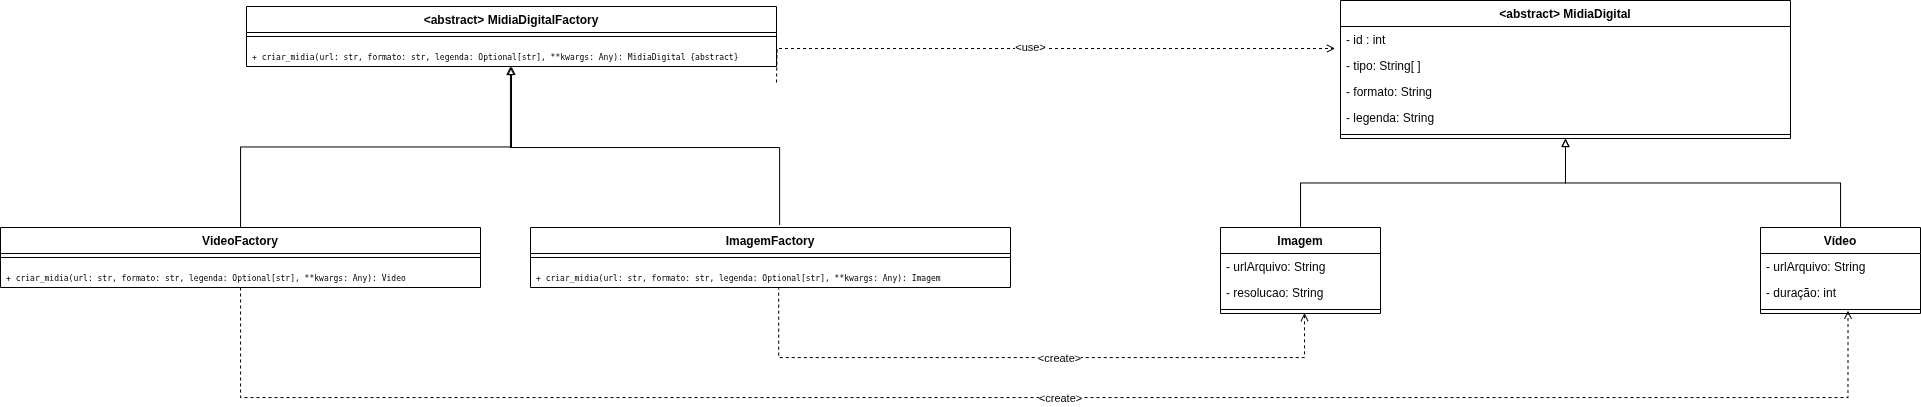 <abstract> MidiaDigitalFactory
+ criar_midia(url: str, formato: str, legenda: Optional[str], **kwargs: Any): MidiaDigital {abstract}
<use>
<abstract> MidiaDigital
- id : int
- tipo: String[ ]
- formato: String
- legenda: String
VideoFactory
+ criar_midia(url: str, formato: str, legenda: Optional[str], **kwargs: Any): Video
ImagemFactory
+ criar_midia(url: str, formato: str, legenda: Optional[str], **kwargs: Any): Imagem
Imagem
- urlArquivo: String
- resolucao: String
Vídeo
- urlArquivo: String
- duração: int
<create>
<create>